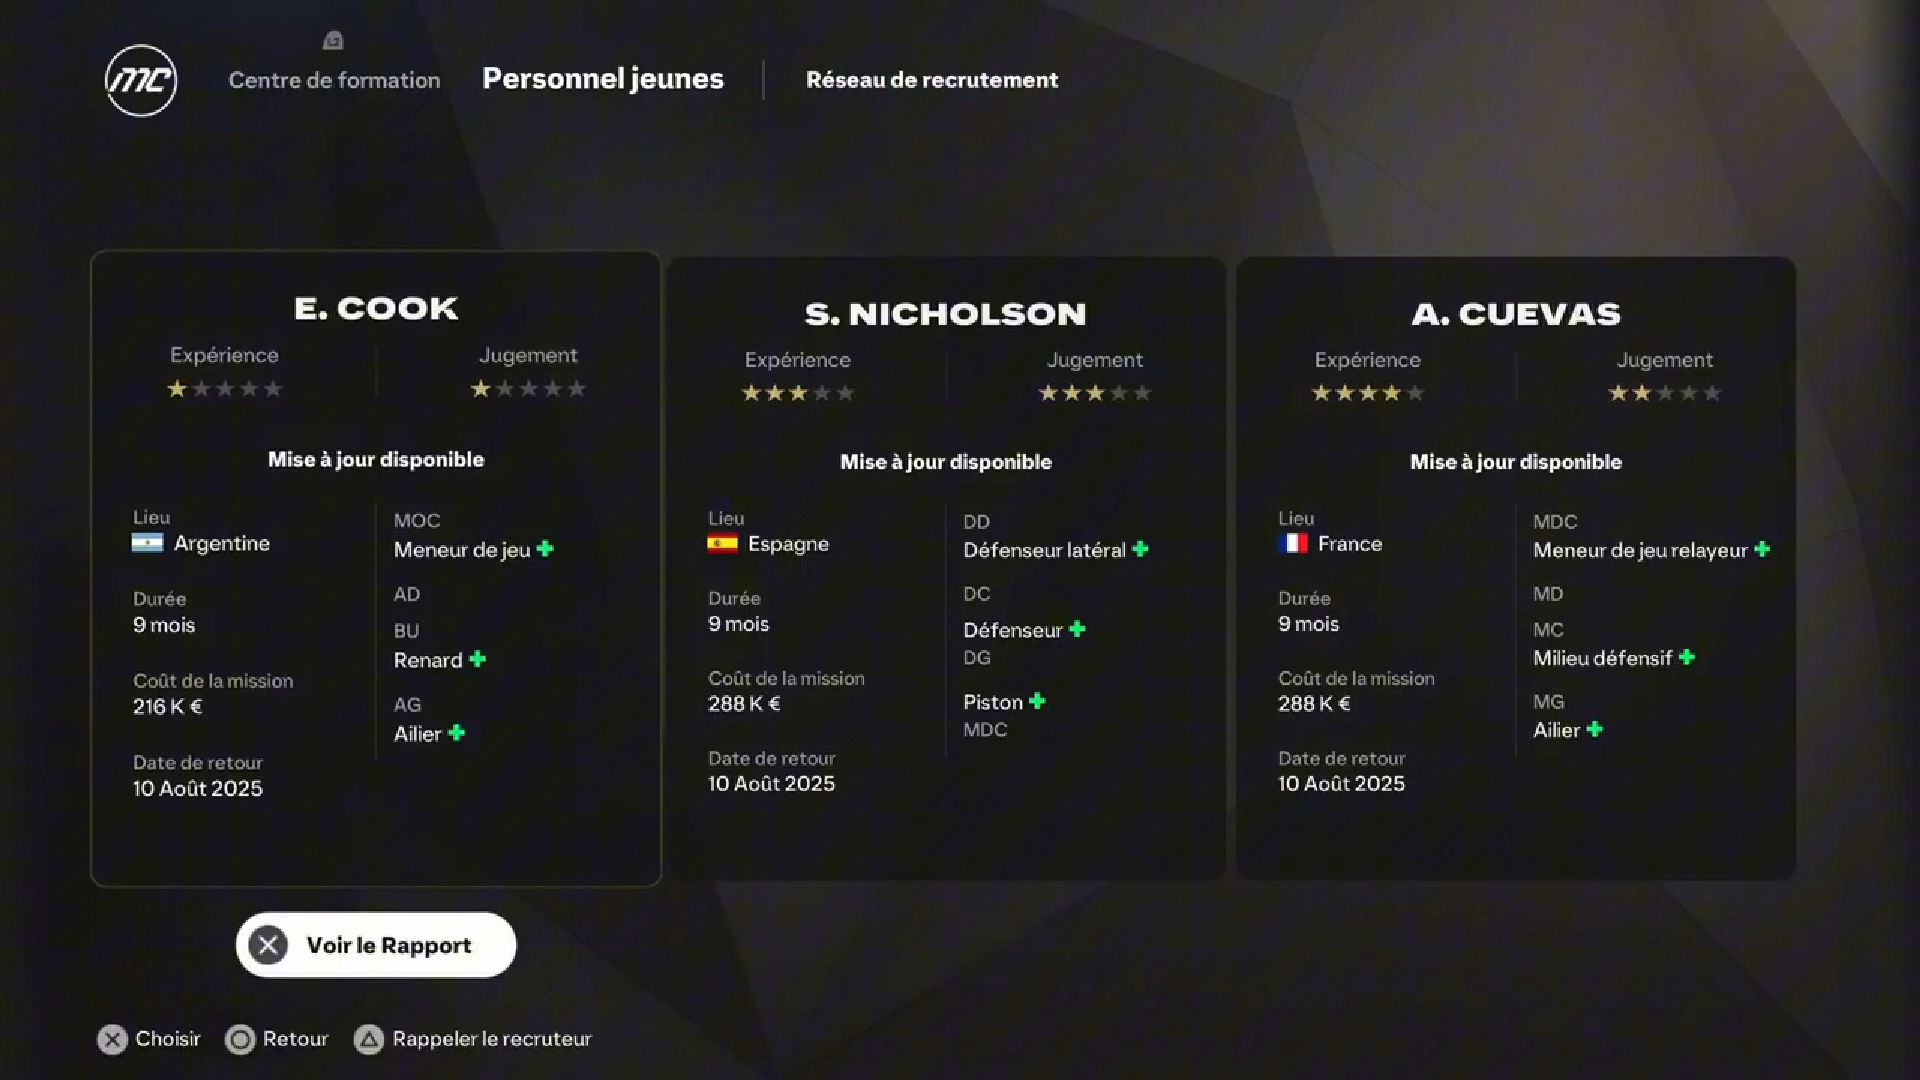 L2
MC
Centre de formation
Personnel jeunes
Réseau de recrutement
E. COOK
Expérience
Jugement
Mise à jour disponible
Lieu
Argentine
Durée
9 mois
Coût de la mission
216 K €
Date de retour
10 Août 2025
MOC
Meneur de jeu
AD
BU
Renard
AG
Ailier
S. NICHOLSON
Expérience
Jugement
Mise à jour disponible
Lieu
Espagne
Durée
9 mois
Coût de la mission
288 K €
Date de retour
10 Août 2025
DD
Défenseur latéral
DC
Défenseur
DG
Piston
MDC
A. CUEVAS
Expérience
Jugement
Mise à jour disponible
Lieu
France
Durée
9 mois
Coût de la mission
288 K €
Date de retour
10 Août 2025
MDC
Meneur de jeu relayeur
MD
MC
Milieu défensif
MG
Ailier
Voir le Rapport
Choisir
Retour
Rappeler le recruteur